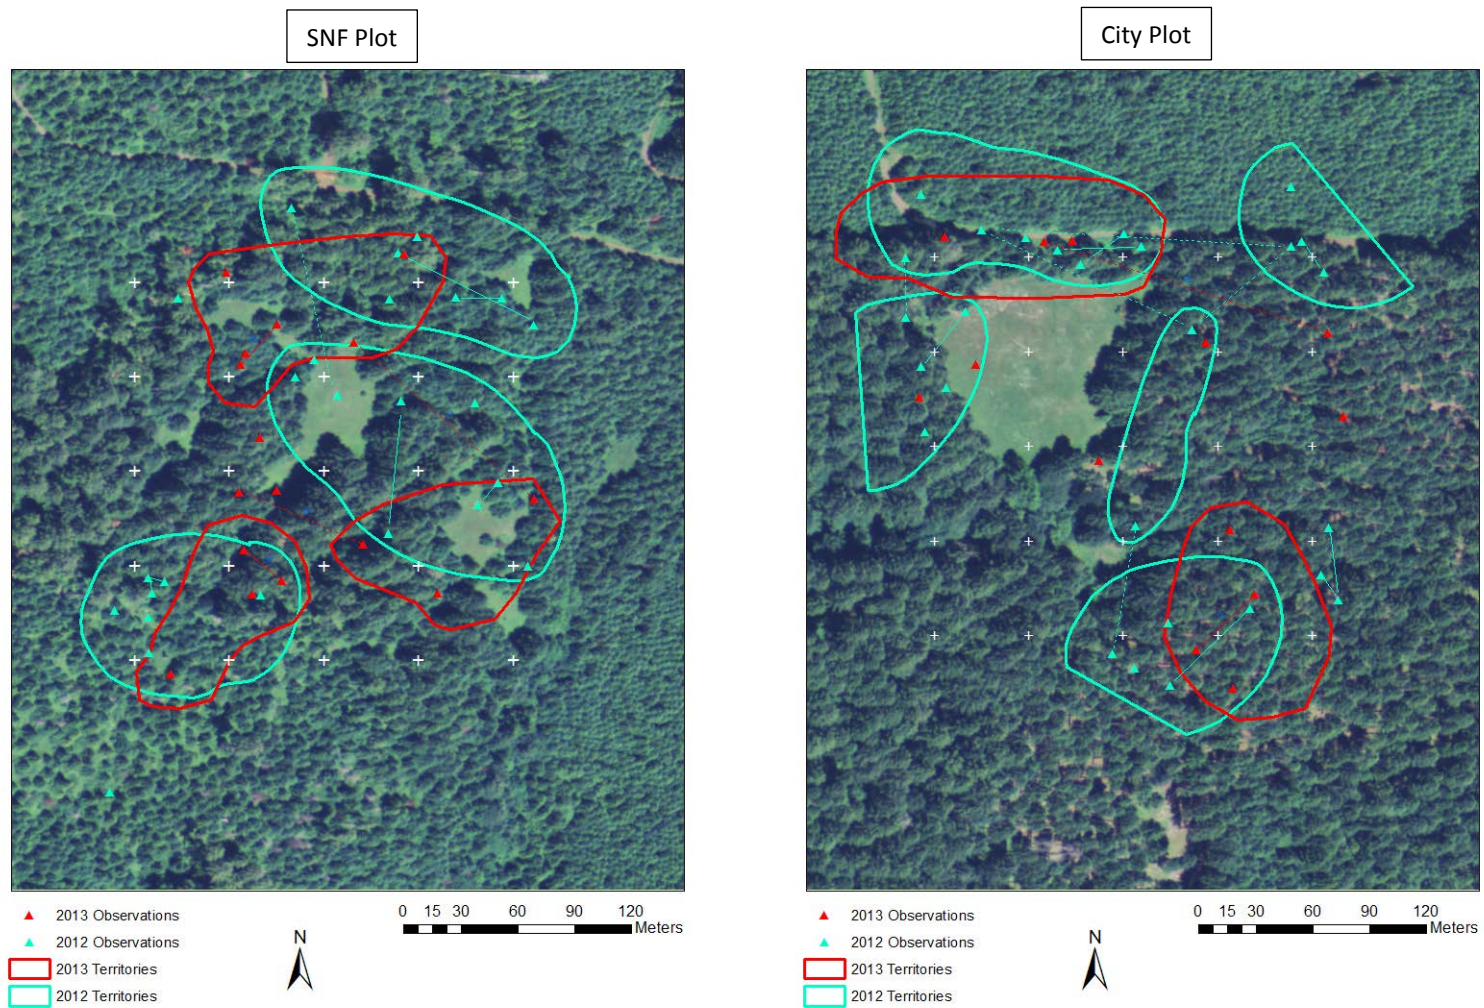 SNF Plot
City Plot
2013 Observations
2012 Observations
2013 Territories
2012 Territories
N
0 15 30 60 90 120
Meters
2013 Observations
2012 Observations
2013 Territories
2012 Territories
N
0 15 30 60 90 120
Meters